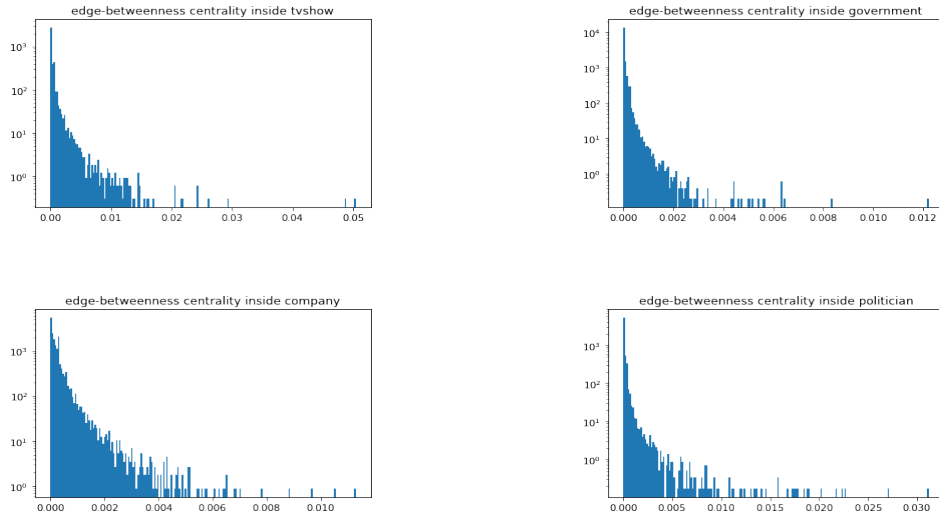 edge-betweenness centrality inside tvshow
10³
10²
10¹
10⁰
0.00 0.01 0.02 0.03 0.04 0.05
edge-betweenness centrality inside government
10⁴
10³
10²
10¹
10⁰
0.000 0.002 0.004 0.006 0.008 0.010 0.012
edge-betweenness centrality inside company
10³
10²
10¹
10⁰
0.000 0.002 0.004 0.006 0.008 0.010
edge-betweenness centrality inside politician
10³
10²
10¹
10⁰
0.000 0.005 0.010 0.015 0.020 0.025 0.030